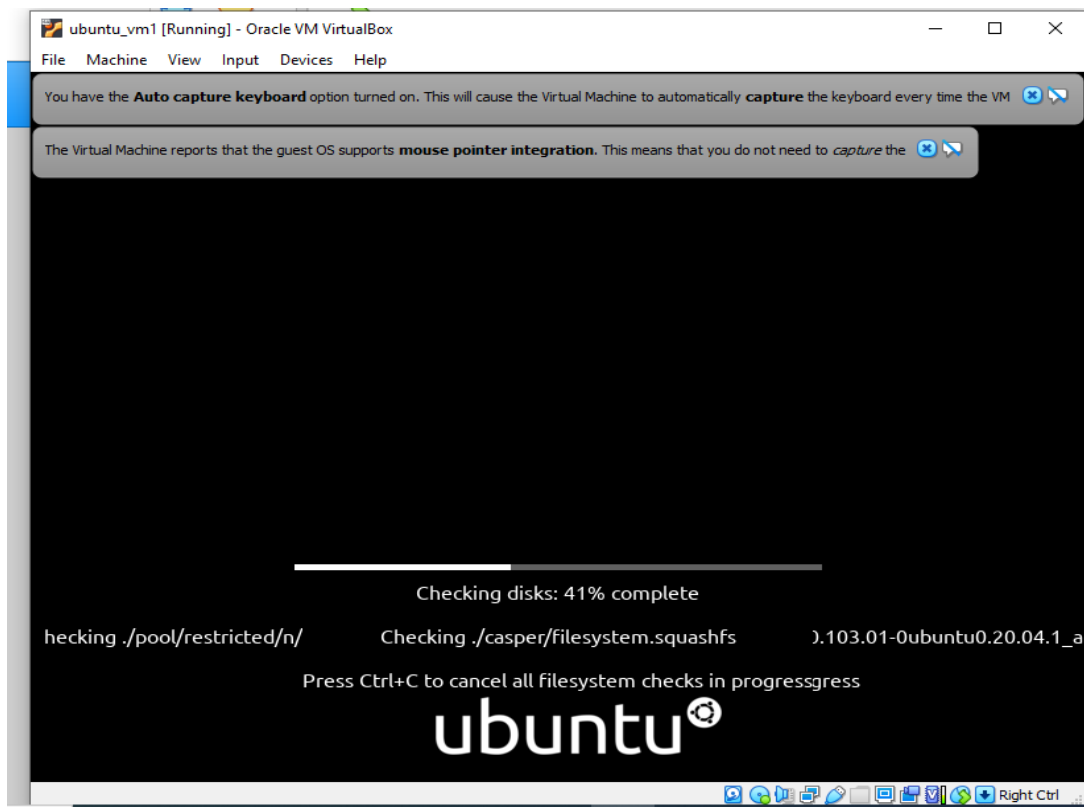 ubuntu_vm1 [Running] - Oracle VM VirtualBox
File Machine View Input Devices Help
You have the Auto capture keyboard option turned on. This will cause the Virtual Machine to automatically capture the keyboard every time the VM
The Virtual Machine reports that the guest OS supports mouse pointer integration. This means that you do not need to capture the
Checking disks: 41% complete
hecking ./pool/restricted/n/ Checking ./casper/filesystem.squashfs 0.103.01-0ubuntu0.20.04.1_a
Press Ctrl+C to cancel all filesystem checks in progressgress
ubuntu
Right Ctrl